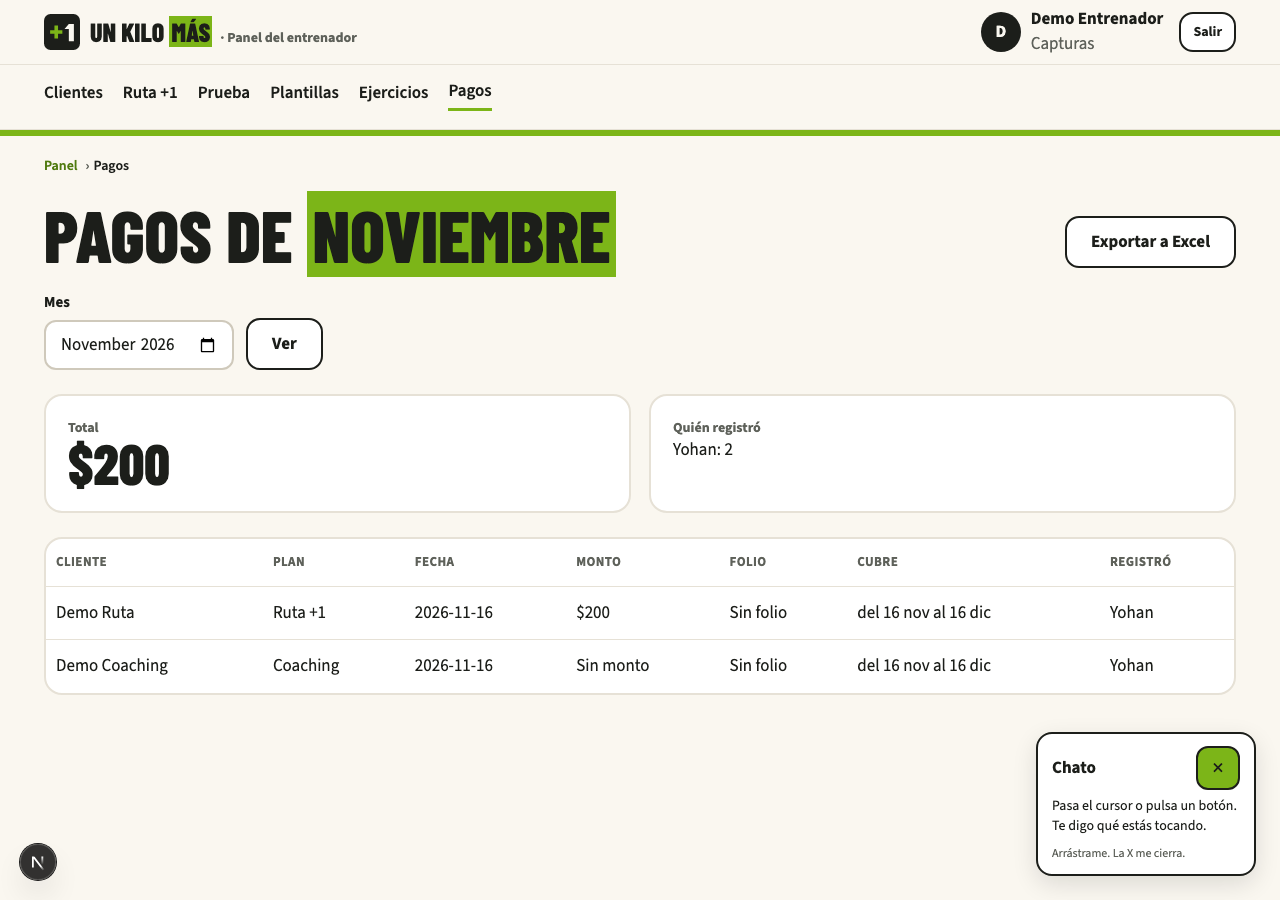 +1 UN KILO MÁS · Panel del entrenador
D
Demo Entrenador
Capturas
Salir
Clientes Ruta +1 Prueba Plantillas Ejercicios Pagos
Panel › Pagos
PAGOS DE NOVIEMBRE
Exportar a Excel
Mes
November 2026
Ver
Total
$200
Quién registró
Yohan: 2
CLIENTE PLAN FECHA MONTO FOLIO CUBRE REGISTRÓ
Demo Ruta Ruta +1 2026-11-16 $200 Sin folio del 16 nov al 16 dic Yohan
Demo Coaching Coaching 2026-11-16 Sin monto Sin folio del 16 nov al 16 dic Yohan
Chato
×
Pasa el cursor o pulsa un botón.
Te digo qué estás tocando.
Arrástrame. La X me cierra.
N